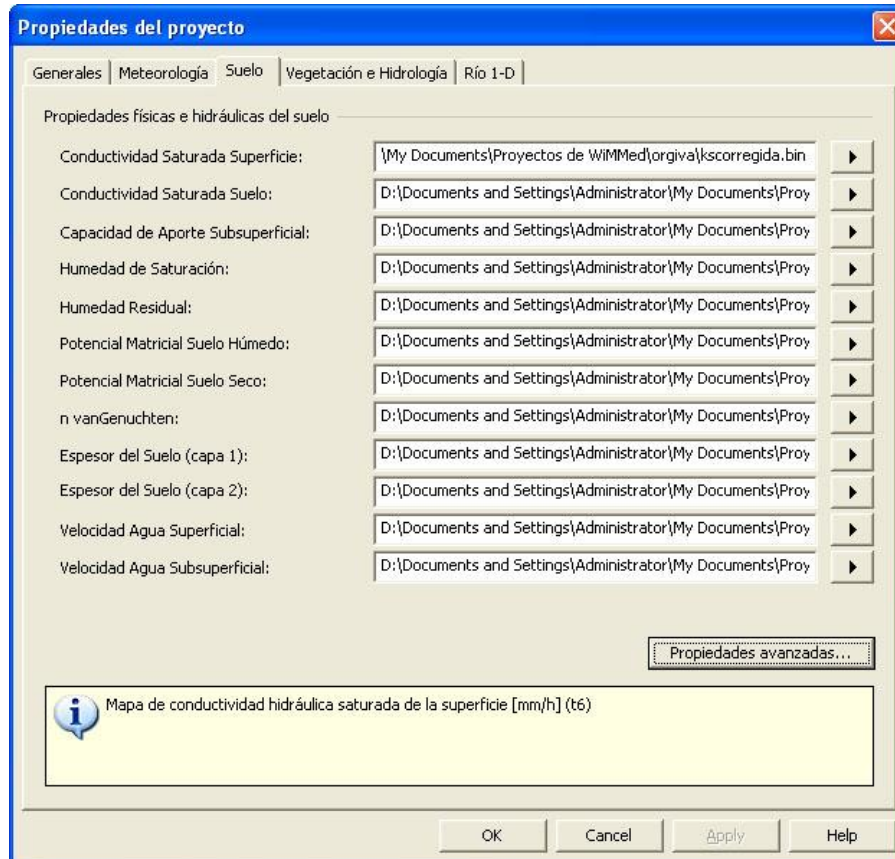 Propiedades del proyecto
Generales Meteorología Suelo Vegetación e Hidrología Río 1-D
Propiedades físicas e hidráulicas del suelo
Conductividad Saturada Superficie: \My Documents\Proyectos de WiMMed\orgiva\kscorregida.bin
Conductividad Saturada Suelo: D:\Documents and Settings\Administrator\My Documents\Proy
Capacidad de Aporte Subsuperficial: D:\Documents and Settings\Administrator\My Documents\Proy
Humedad de Saturación: D:\Documents and Settings\Administrator\My Documents\Proy
Humedad Residual: D:\Documents and Settings\Administrator\My Documents\Proy
Potencial Matricial Suelo Húmedo: D:\Documents and Settings\Administrator\My Documents\Proy
Potencial Matricial Suelo Seco: D:\Documents and Settings\Administrator\My Documents\Proy
n vanGenuchten: D:\Documents and Settings\Administrator\My Documents\Proy
Espesor del Suelo (capa 1): D:\Documents and Settings\Administrator\My Documents\Proy
Espesor del Suelo (capa 2): D:\Documents and Settings\Administrator\My Documents\Proy
Velocidad Agua Superficial: D:\Documents and Settings\Administrator\My Documents\Proy
Velocidad Agua Subsuperficial: D:\Documents and Settings\Administrator\My Documents\Proy
Propiedades avanzadas...
Mapa de conductividad hidráulica saturada de la superficie [mm/h] (t6)
OK Cancel Apply Help